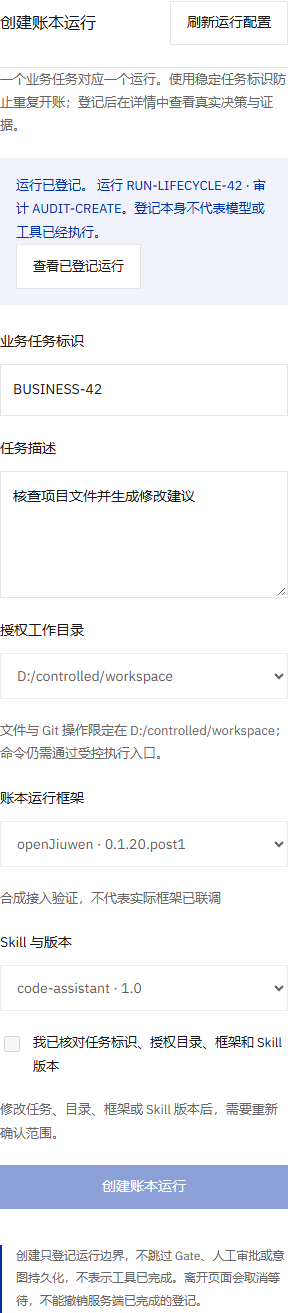 创建账本运行
刷新运行配置
一个业务任务对应一个运行。使用稳定任务标识防
止重复开账；登记后在详情中查看真实决策与证
据。
运行已登记。 运行 RUN-LIFECYCLE-42 · 审
计 AUDIT-CREATE。登记本身不代表模型或
工具已经执行。
查看已登记运行
业务任务标识
BUSINESS-42
任务描述
核查项目文件并生成修改建议
授权工作目录
D:/controlled/workspace
文件与 Git 操作限定在 D:/controlled/workspace；
命令仍需通过受控执行入口。
账本运行框架
openJiuwen · 0.1.20.post1
合成接入验证，不代表实际框架已联调
Skill 与版本
code-assistant · 1.0
我已核对任务标识、授权目录、框架和 Skill
版本
修改任务、目录、框架或 Skill 版本后，需要重新
确认范围。
创建账本运行
创建只登记运行边界，不跳过 Gate、人工审批或意
图持久化，不表示工具已完成。离开页面会取消等
待，不能撤销服务端已完成的登记。